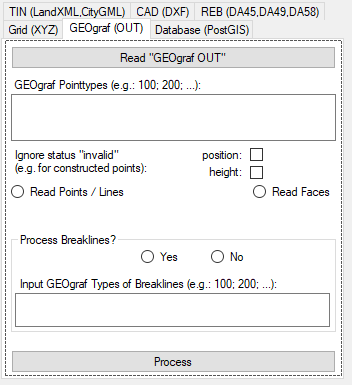 TIN (LandXML,CityGML) CAD (DXF) REB (DA45,DA49,DA58)
Grid (XYZ) GEOgraf (OUT) Database (PostGIS)
Read "GEOgraf OUT"
GEOgraf Pointtypes (e.g.: 100; 200; ...):
Ignore status "invalid" position:
(e.g. for constructed points):
height:
Read Points / Lines Read Faces
Process Breaklines?
Yes No
Input GEOgraf Types of Breaklines (e.g.: 100; 200; ...):
Process